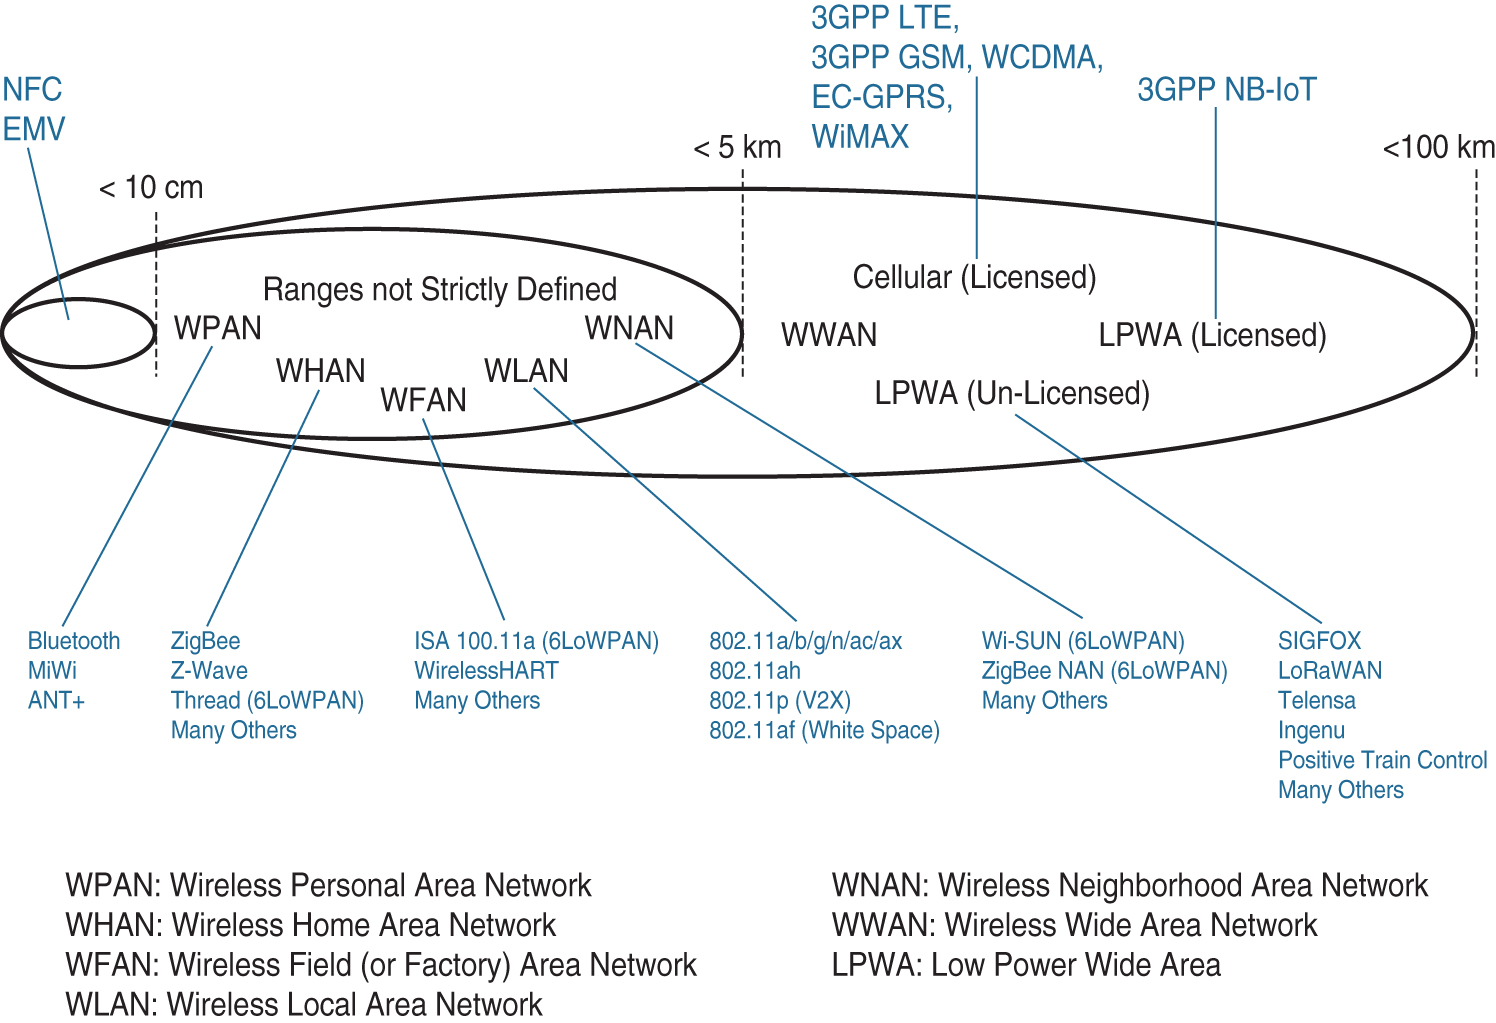 3GPP LTE,
3GPP GSM, WCDMA,
EC-GPRS,
WiMAX
3GPP NB-IoT
NFC
EMV
< 10 cm
< 5 km
<100 km
Ranges not Strictly Defined
WPAN
WHAN
WFAN
WLAN
WNAN
Cellular (Licensed)
WWAN
LPWA (Licensed)
LPWA (Un-Licensed)
Bluetooth
MiWi
ANT+
ZigBee
Z-Wave
Thread (6LoWPAN)
Many Others
ISA 100.11a (6LoWPAN)
WirelessHART
Many Others
802.11a/b/g/n/ac/ax
802.11ah
802.11p (V2X)
802.11af (White Space)
Wi-SUN (6LoWPAN)
ZigBee NAN (6LoWPAN)
Many Others
SIGFOX
LoRaWAN
Telensa
Ingenu
Positive Train Control
Many Others
WPAN: Wireless Personal Area Network
WHAN: Wireless Home Area Network
WFAN: Wireless Field (or Factory) Area Network
WLAN: Wireless Local Area Network
WNAN: Wireless Neighborhood Area Network
WWAN: Wireless Wide Area Network
LPWA: Low Power Wide Area